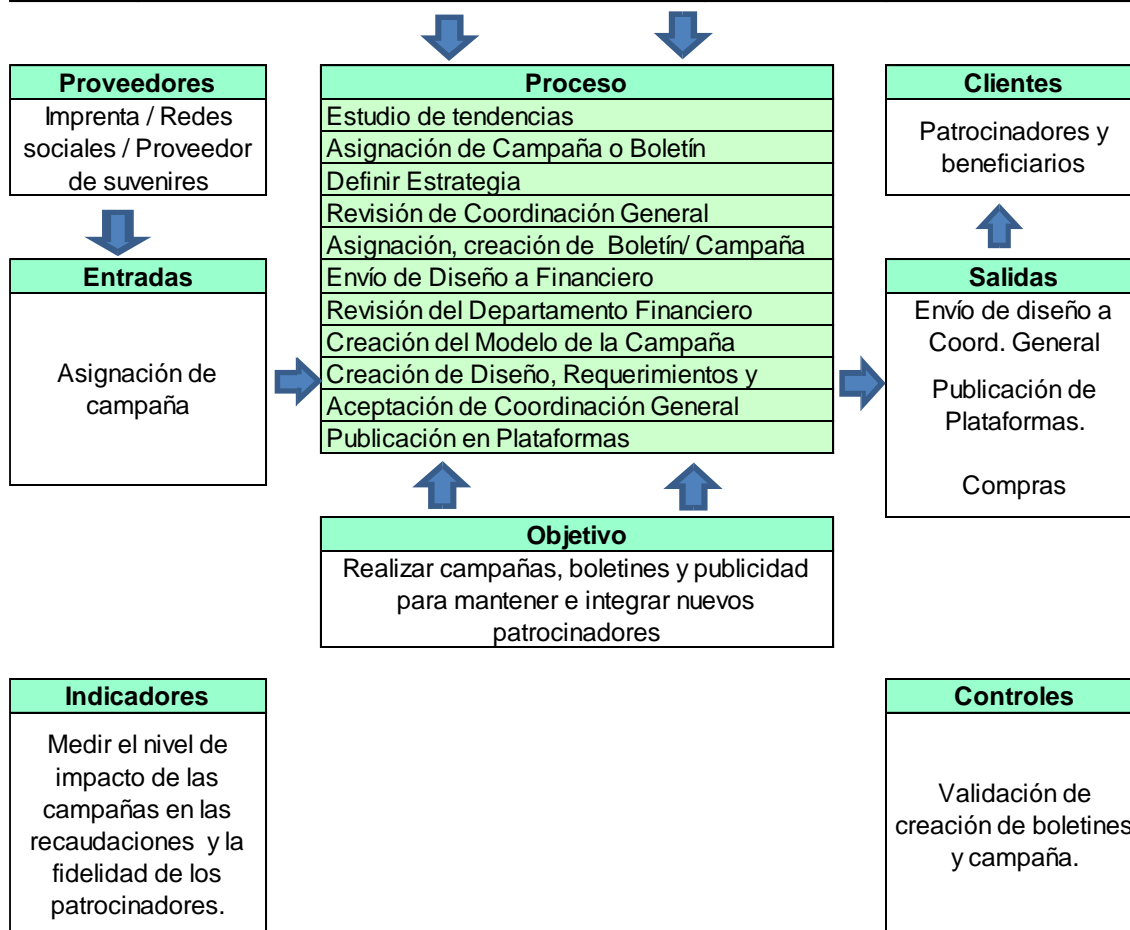 Proveedores
Imprenta / Redes
sociales / Proveedor
de suvenires
Entradas
Asignación de
campaña
Proceso
Estudio de tendencias
Asignación de Campaña o Boletín
Definir Estrategia
Revisión de Coordinación General
Asignación, creación de Boletín/ Campaña
Envío de Diseño a Financiero
Revisión del Departamento Financiero
Creación del Modelo de la Campaña
Creación de Diseño, Requerimientos y
Aceptación de Coordinación General
Publicación en Plataformas
Clientes
Patrocinadores y
beneficiarios
Salidas
Envío de diseño a
Coord. General
Publicación de
Plataformas.
Compras
Objetivo
Realizar campañas, boletines y publicidad
para mantener e integrar nuevos
patrocinadores
Indicadores
Medir el nivel de
impacto de las
campañas en las
recaudaciones y la
fidelidad de los
patrocinadores.
Controles
Validación de
creación de boletines
y campaña.